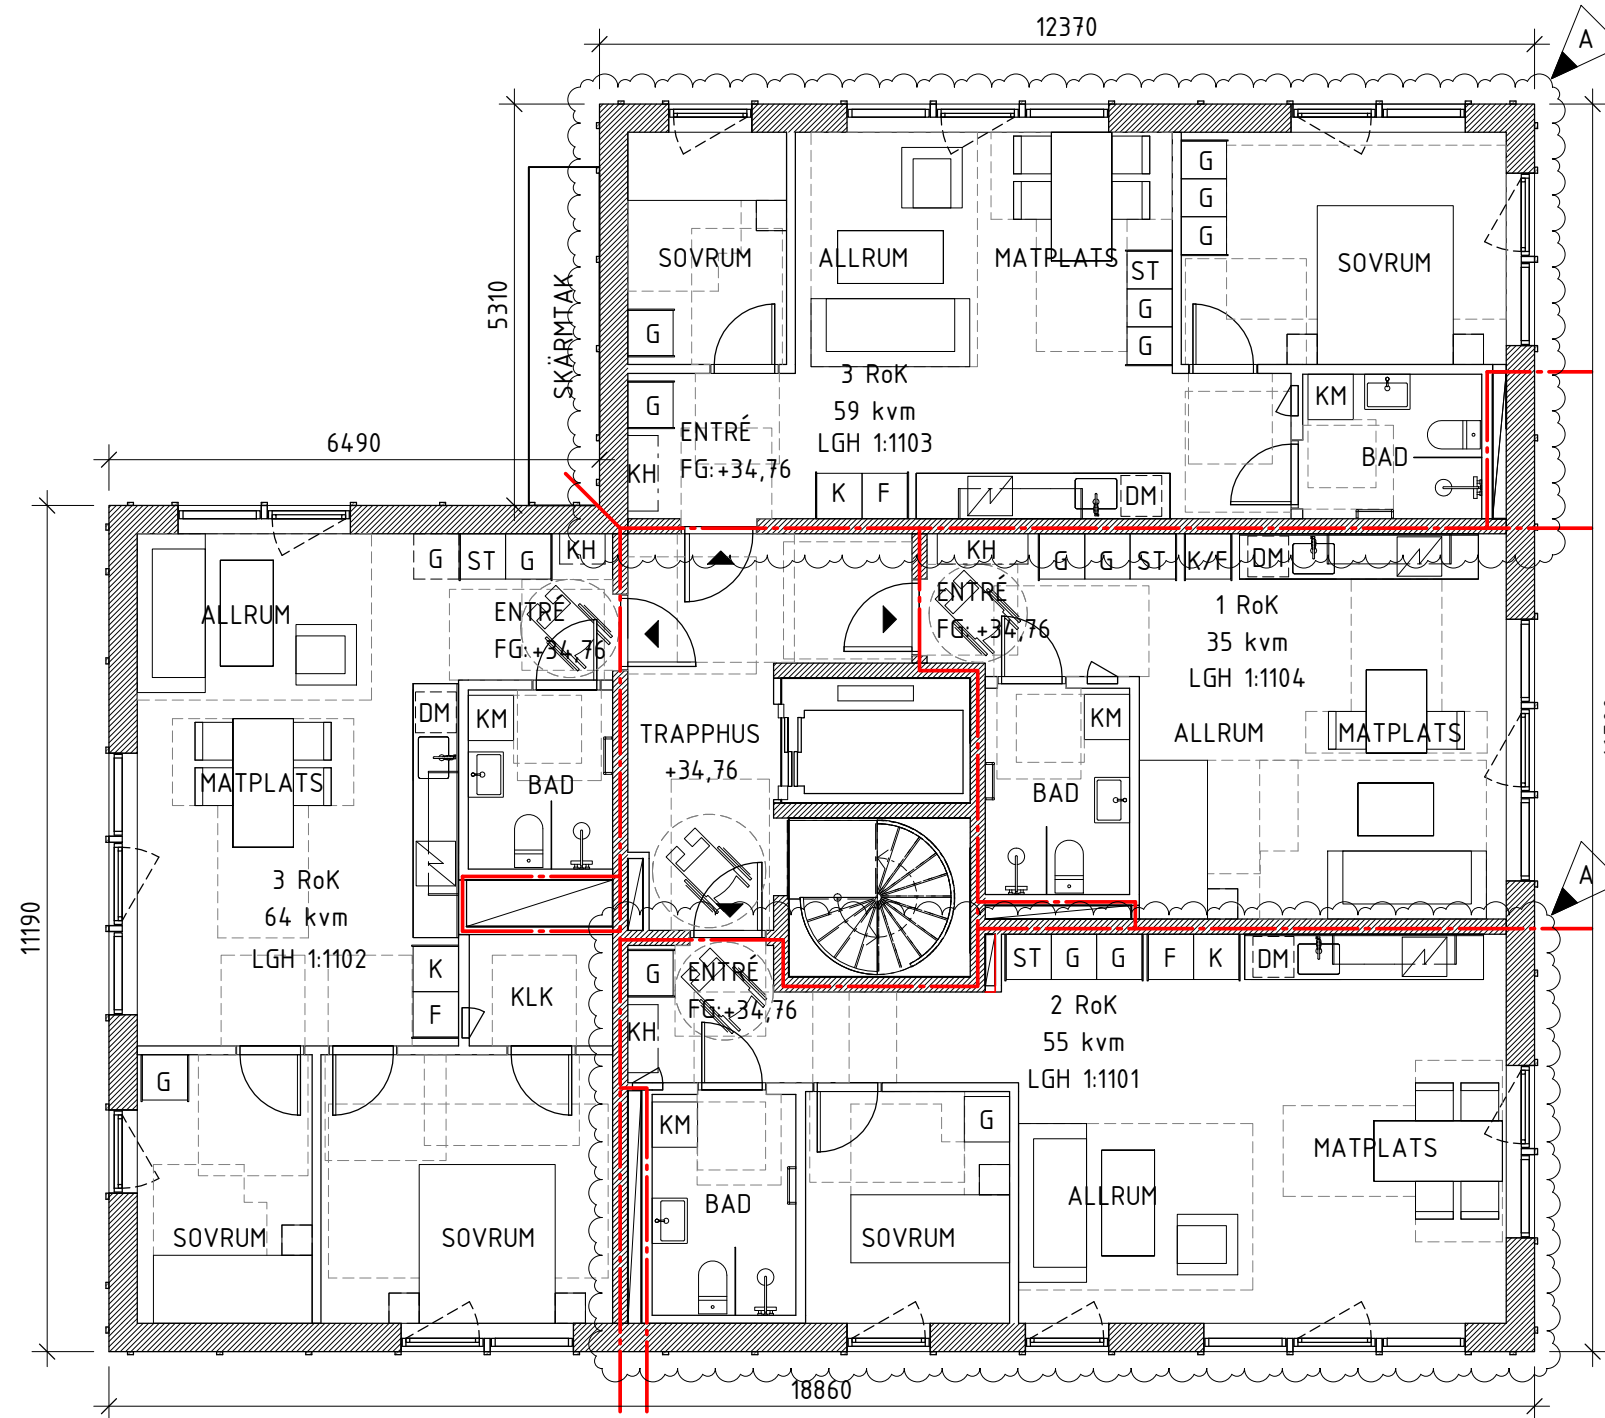 12370
A
5310
SKÄRMTAK
6490
11190
18860
SOVRUM
G
G
ENTRÉ
FG:+34,76
KH
ALLRUM
MATPLATS
ST
G
G
3 RoK
59 kvm
LGH 1:1103
K
F
DM
G
G
G
SOVRUM
KM
BAD
G
ST
G
KH
ALLRUM
ENTRÉ
FG:+34,76
DM
KM
BAD
MATPLATS
3 RoK
64 kvm
LGH 1:1102
K
F
KLK
G
SOVRUM
SOVRUM
TRAPPHUS
+34,76
KH
G
G
ST
K/F
DM
ENTRÉ
FG:+34,76
1 RoK
35 kvm
LGH 1:1104
KM
BAD
ALLRUM
MATPLATS
A
G
ENTRÉ
FG:+34,76
KH
ST
G
G
F
K
DM
2 RoK
55 kvm
LGH 1:1101
KM
BAD
G
SOVRUM
ALLRUM
MATPLATS